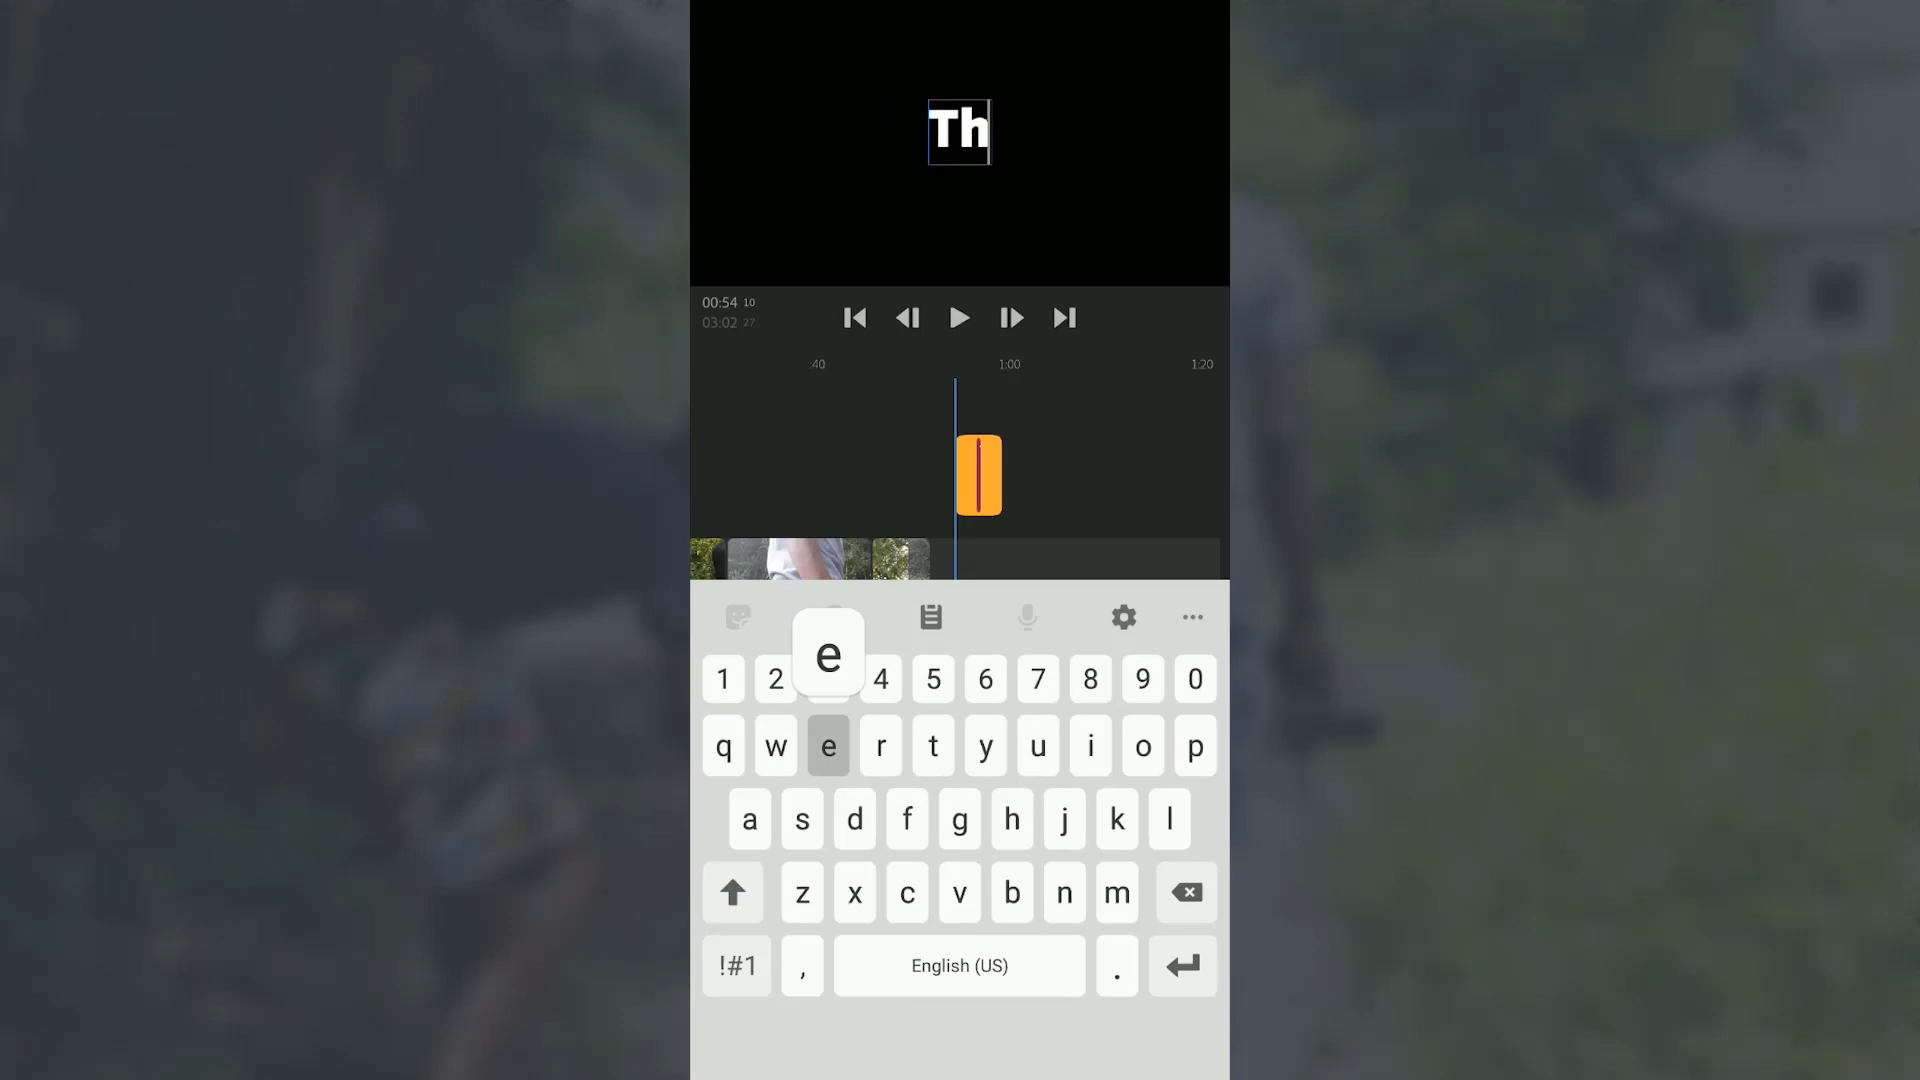 Th
00:54 10
03:02 27
:40 1:00 1:20
e
1 2 4 5 6 7 8 9 0
q w e r t y u i o p
a s d f g h j k l
z x c v b n m
!#1 , English (US) .